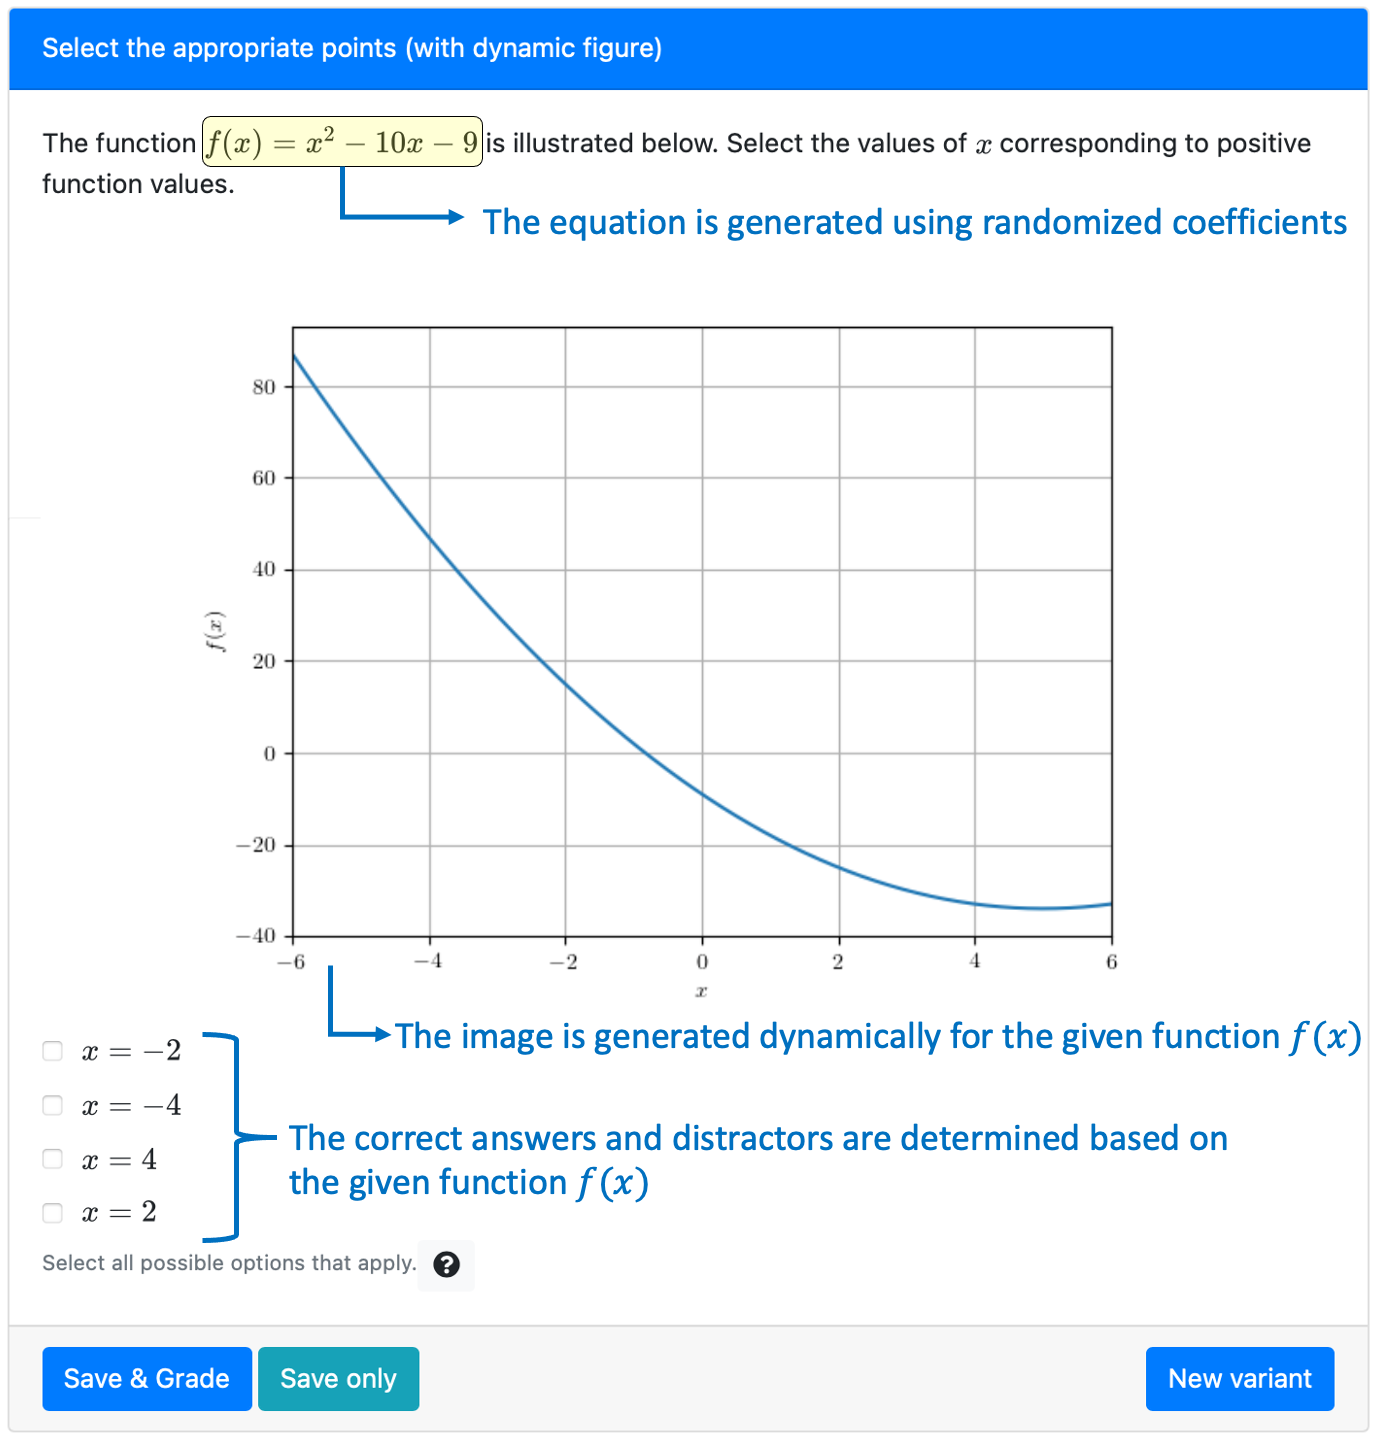 Select the appropriate points (with dynamic figure)
The function f(x) = x² − 10x − 9 is illustrated below. Select the values of x corresponding to positive
function values.
The equation is generated using randomized coefficients
80
60
40
20
0
−20
−40
f(x)
−6 −4 −2 0 2 4 6
x
The image is generated dynamically for the given function f(x)
x = −2
x = −4
x = 4
x = 2
The correct answers and distractors are determined based on
the given function f(x)
Select all possible options that apply. ?
Save & Grade Save only New variant